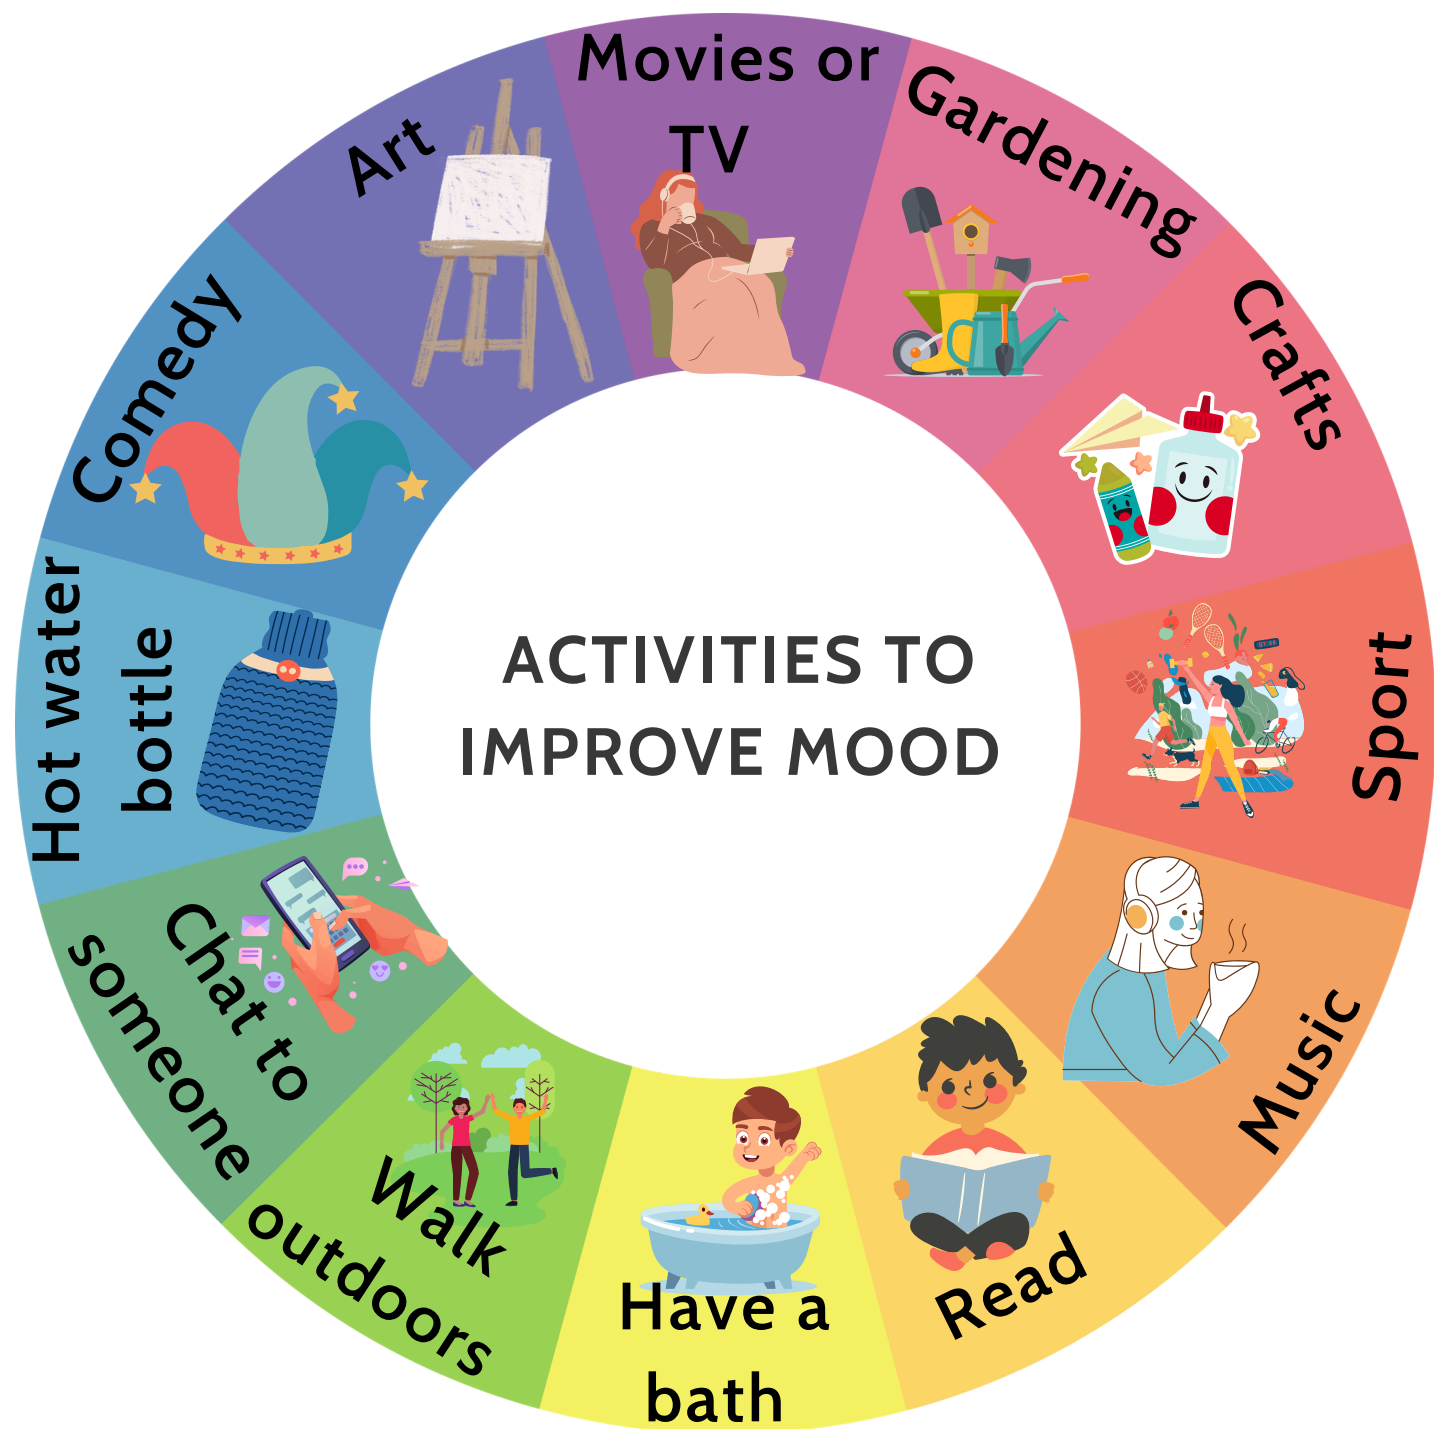 ACTIVITIES TO
IMPROVE MOOD
Movies or
TV
Gardening
Crafts
Sport
Music
Read
Have a
bath
Walk
outdoors
Chat to
someone
Hot water
bottle
Comedy
Art